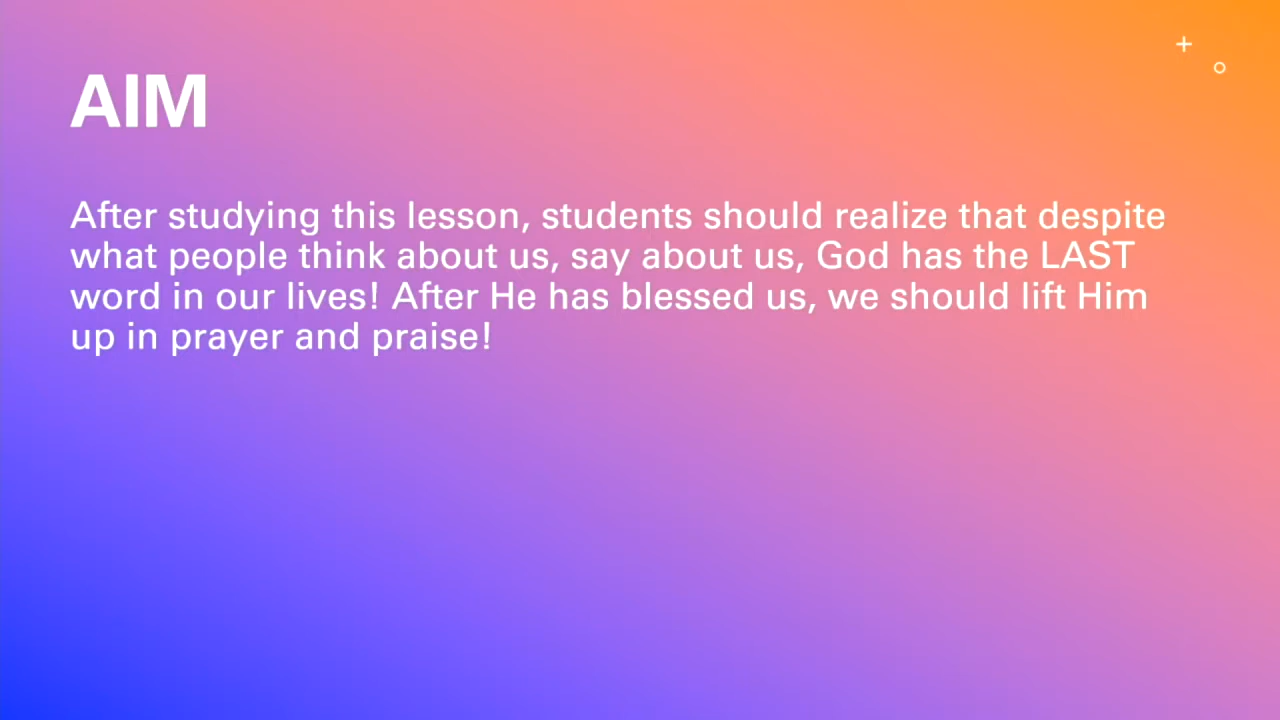 AIM
After studying this lesson, students should realize that despite
what people think about us, say about us, God has the LAST
word in our lives! After He has blessed us, we should lift Him
up in prayer and praise!